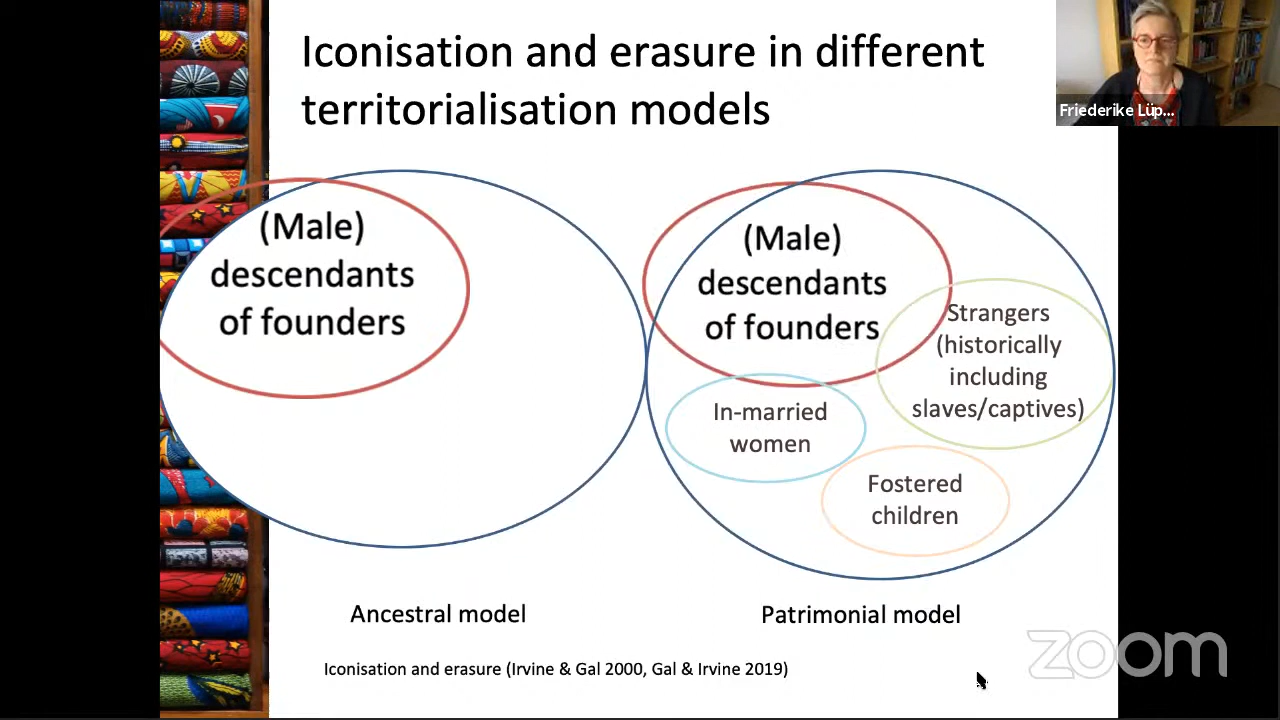 Iconisation and erasure in different
territorialisation models
Friederike Lüp...
(Male)
descendants
of founders
(Male)
descendants
of founders
Strangers
(historically
including
slaves/captives)
In-married
women
Fostered
children
Ancestral model
Patrimonial model
Iconisation and erasure (Irvine & Gal 2000, Gal & Irvine 2019)
zoom